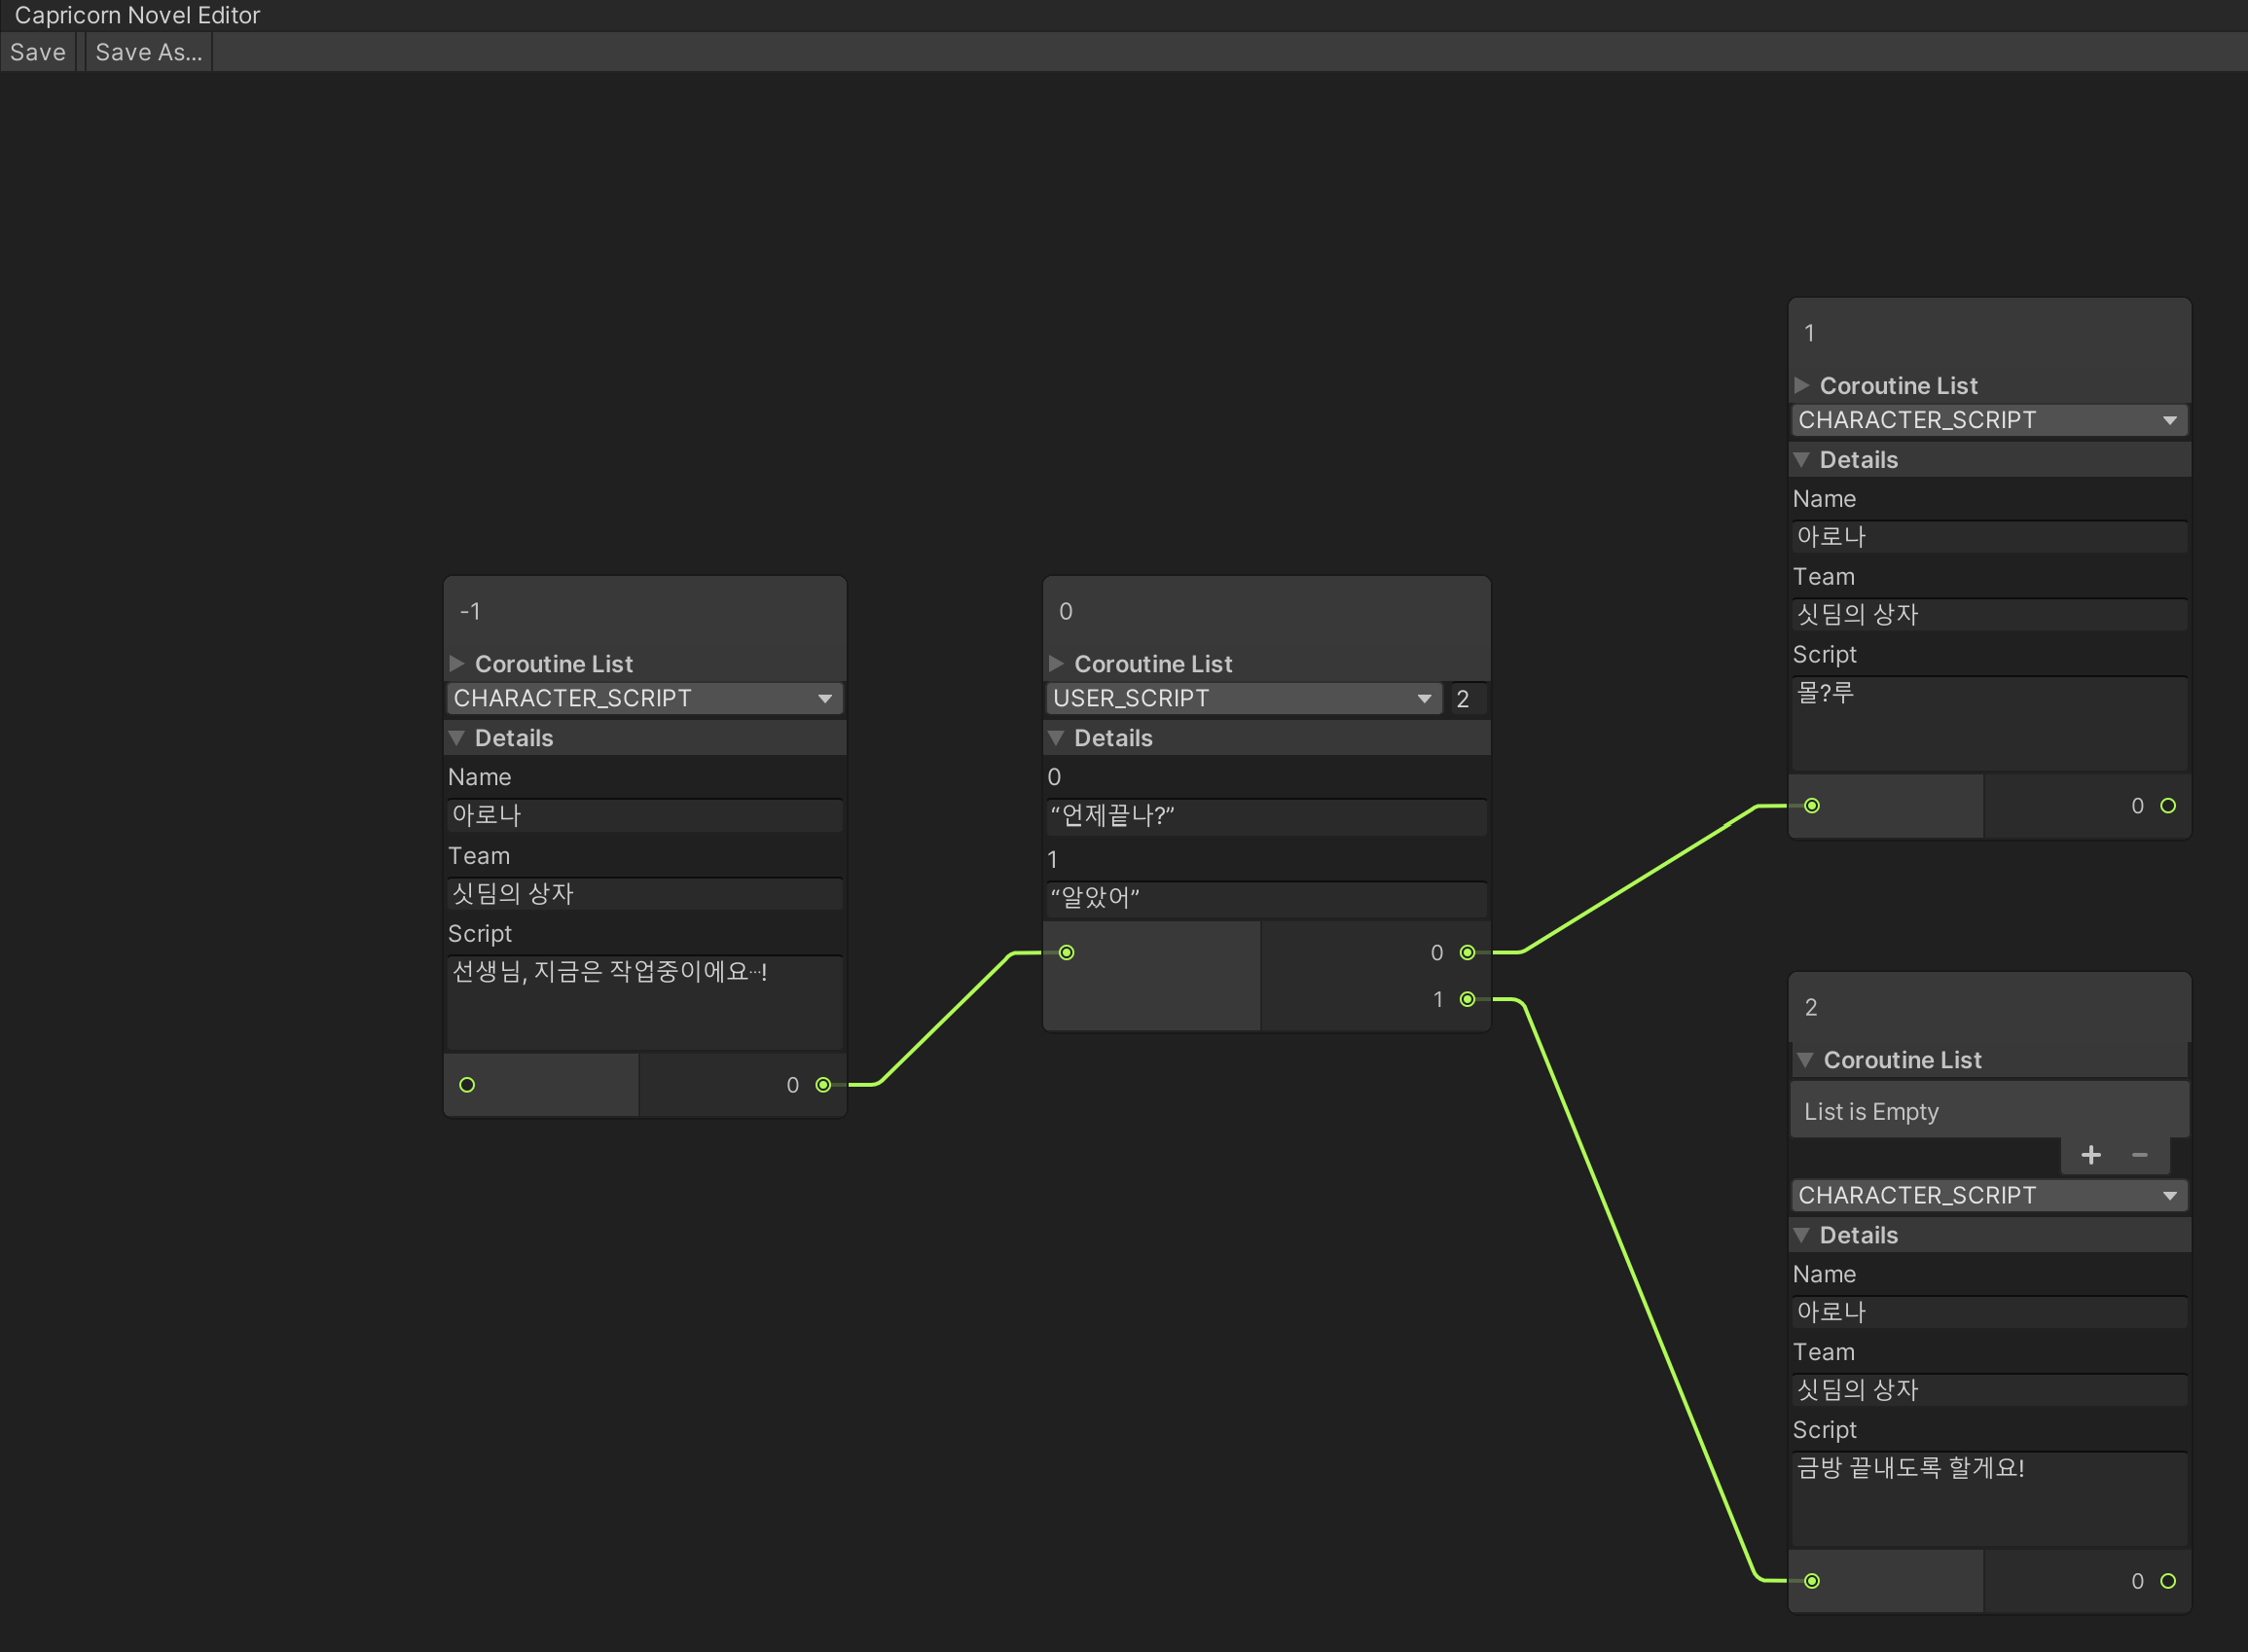 Capricorn Novel Editor
Save
Save As...
-1
Coroutine List
CHARACTER_SCRIPT
Details
Name
아로나
Team
싯딤의 상자
Script
선생님, 지금은 작업중이에요…!
0
0
Coroutine List
USER_SCRIPT
2
Details
0
“언제끝나?”
1
“알았어”
0
1
1
Coroutine List
CHARACTER_SCRIPT
Details
Name
아로나
Team
싯딤의 상자
Script
몰?루
0
2
Coroutine List
List is Empty
+ −
CHARACTER_SCRIPT
Details
Name
아로나
Team
싯딤의 상자
Script
금방 끝내도록 할게요!
0